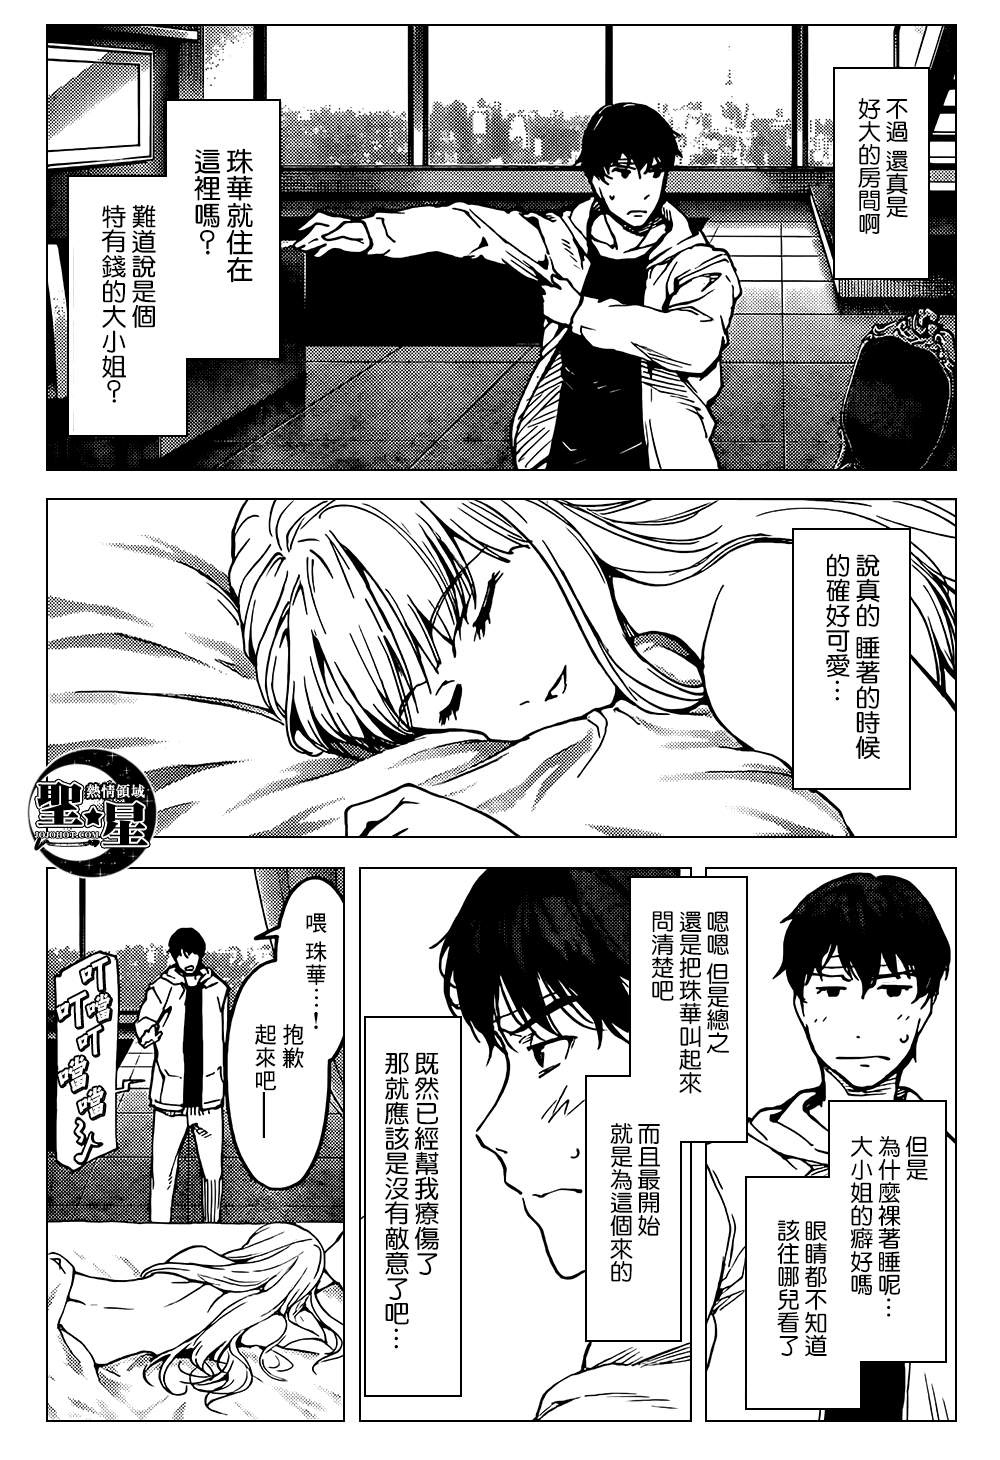 不過 還真是
好大的房間啊
珠華就住在
這裡嗎?
難道說是個
特有錢的大小姐?
說真的 睡著的時候
的確好可愛…
熱情領域
聖★星
JOJOHOT.COM
但是
為什麼裸著睡呢…
大小姐的癖好嗎
眼睛都不知道
該往哪兒看了
嗯嗯 但是總之
還是把珠華叫起來
問清楚吧
而且最開始
就是為這個來的
既然已經幫我療傷了
那就應該是沒有敵意了吧…
喂 珠華…!
抱歉
起來吧——
叮噹
叮叮
噹噹